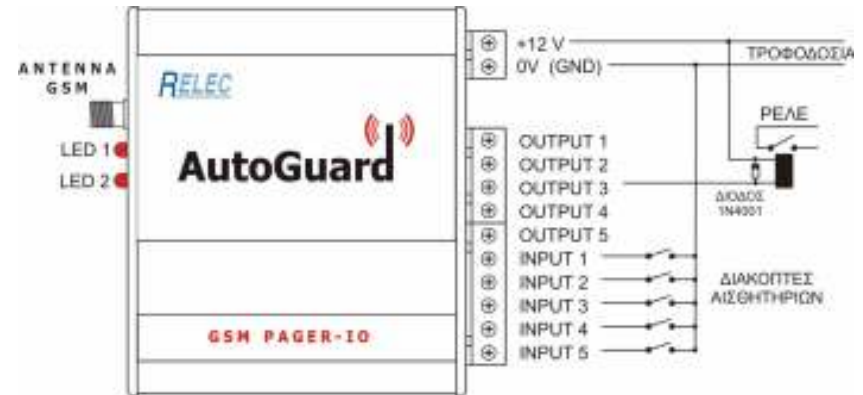 +12 V
ΤΡΟΦΟΔΟΣΙΑ
0V (GND)
ANTENNA
GSM
RELEC
ΡΕΛΕ
LED 1
LED 2
AutoGuard
OUTPUT 1
OUTPUT 2
OUTPUT 3
OUTPUT 4
OUTPUT 5
ΔΙΟΔΟΣ
1N4001
INPUT 1
INPUT 2
INPUT 3
INPUT 4
INPUT 5
ΔΙΑΚΟΠΤΕΣ
ΑΙΣΘΗΤΗΡΙΩΝ
GSM PAGER-IO